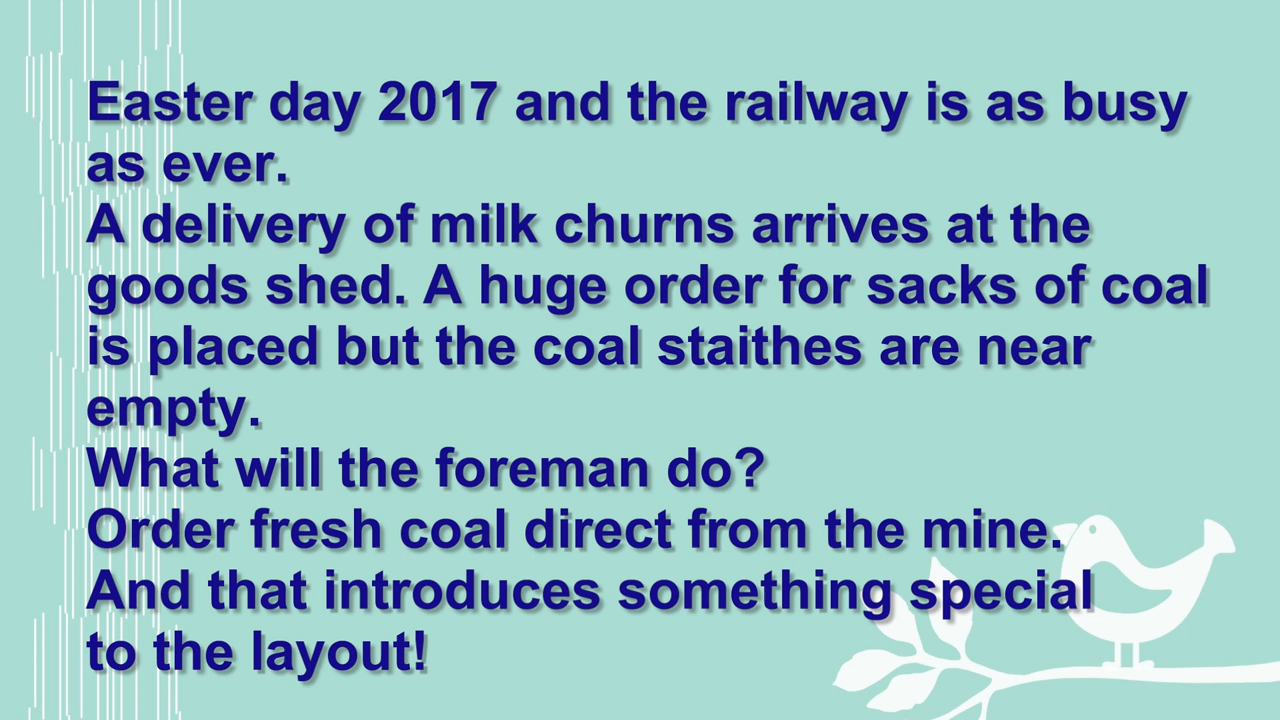 Easter day 2017 and the railway is as busy
as ever.
A delivery of milk churns arrives at the
goods shed. A huge order for sacks of coal
is placed but the coal staithes are near
empty.
What will the foreman do?
Order fresh coal direct from the mine.
And that introduces something special
to the layout!